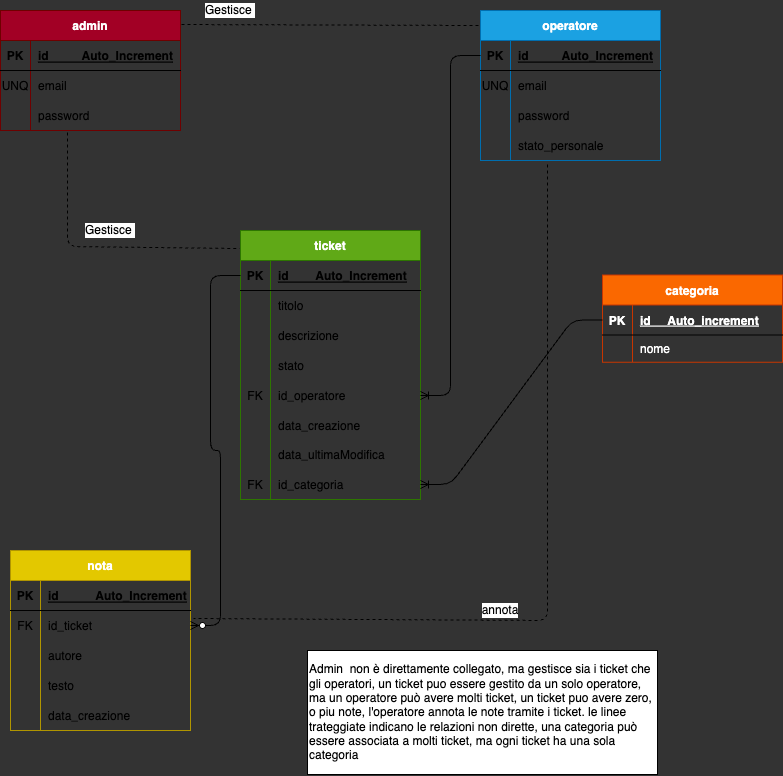 Gestisce
admin
PK id Auto_Increment
UNQ email
password
operatore
PK id Auto_Increment
UNQ email
password
stato_personale
Gestisce
ticket
PK id Auto_Increment
titolo
descrizione
stato
FK id_operatore
data_creazione
data_ultimaModifica
FK id_categoria
categoria
PK id Auto_Increment
nome
nota
PK id Auto_Increment
FK id_ticket
autore
testo
data_creazione
annota
Admin non è direttamente collegato, ma gestisce sia i ticket che
gli operatori, un ticket puo essere gestito da un solo operatore,
ma un operatore può avere molti ticket, un ticket puo avere zero,
o piu note, l'operatore annota le note tramite i ticket. le linee
trateggiate indicano le relazioni non dirette, una categoria può
essere associata a molti ticket, ma ogni ticket ha una sola
categoria